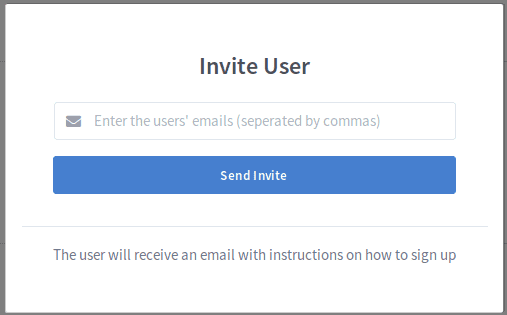 Invite User
Enter the users' emails (seperated by commas)
Send Invite
The user will receive an email with instructions on how to sign up